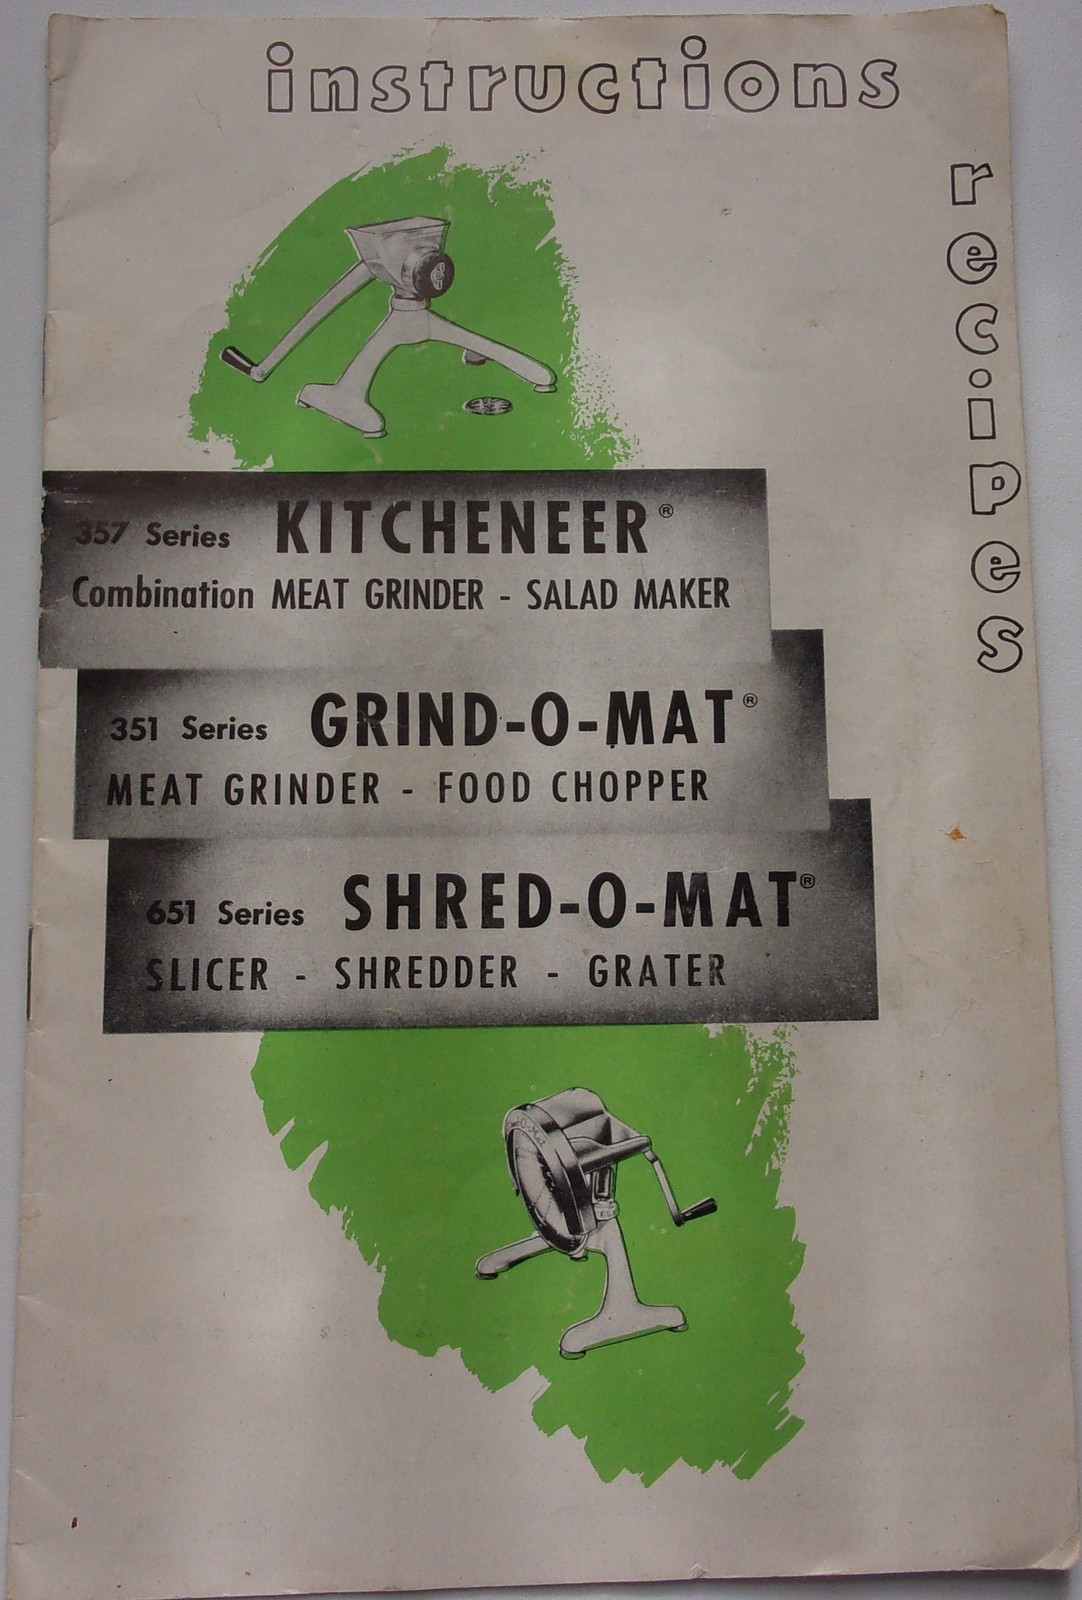 instructions
recipes
357 Series KITCHENEER®
Combination MEAT GRINDER - SALAD MAKER
351 Series GRIND-O-MAT®
MEAT GRINDER - FOOD CHOPPER
651 Series SHRED-O-MAT®
SLICER - SHREDDER - GRATER